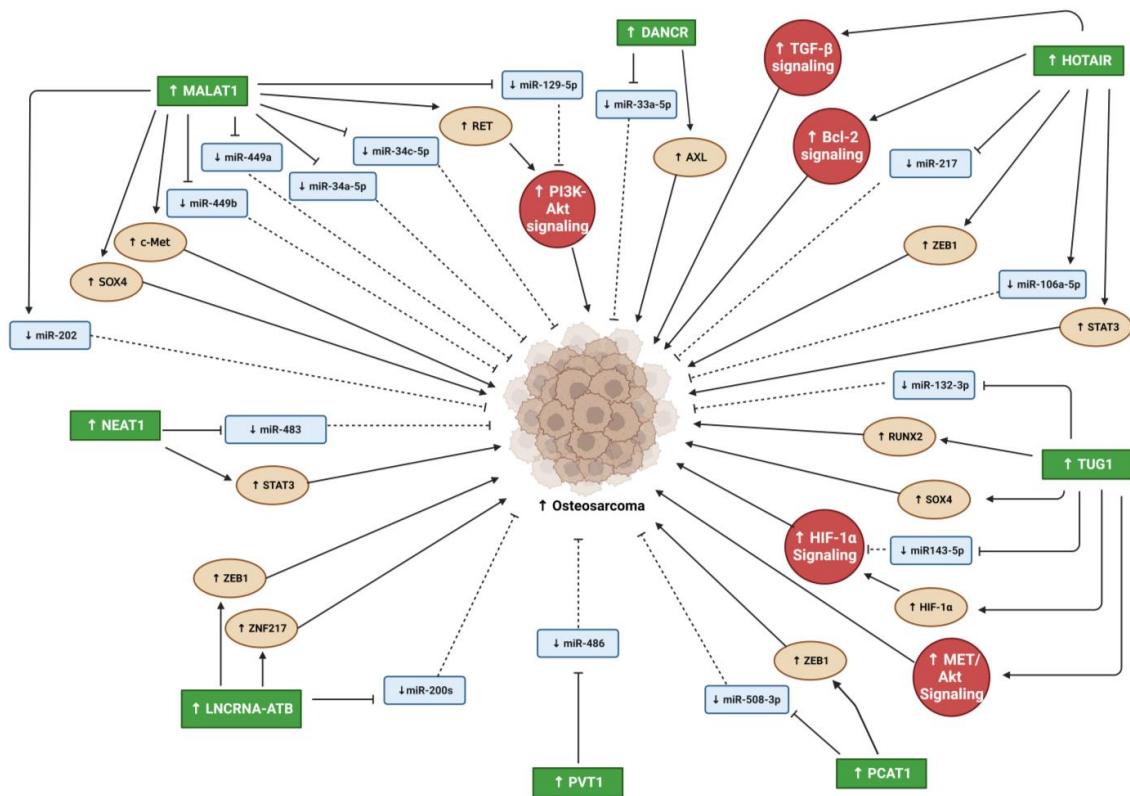 ↑ DANCR
↑ TGF-β
signaling
↑ HOTAIR
↑ MALAT1
↓ miR-129-5p
↓ miR-33a-5p
↑ RET
↑ Bcl-2
signaling
↓ miR-34c-5p
↓ miR-449a
↑ AXL
↓ miR-217
↓ miR-34a-5p
↓ miR-449b
↑ PI3K-
Akt
signaling
↑ c-Met
↑ ZEB1
↑ SOX4
↓ miR-106a-5p
↓ miR-202
↑ STAT3
↓ miR-132-3p
↑ NEAT1
↓ miR-483
↑ RUNX2
↑ TUG1
↑ STAT3
↑ SOX4
↑ Osteosarcoma
↑ HIF-1α
Signaling
↓ miR143-5p
↑ ZEB1
↑ HIF-1α
↑ ZNF217
↓ miR-486
↑ ZEB1
↑ MET/
Akt
Signaling
↓miR-200s
↓ miR-508-3p
↑ LNCRNA-ATB
↑ PVT1
↑ PCAT1